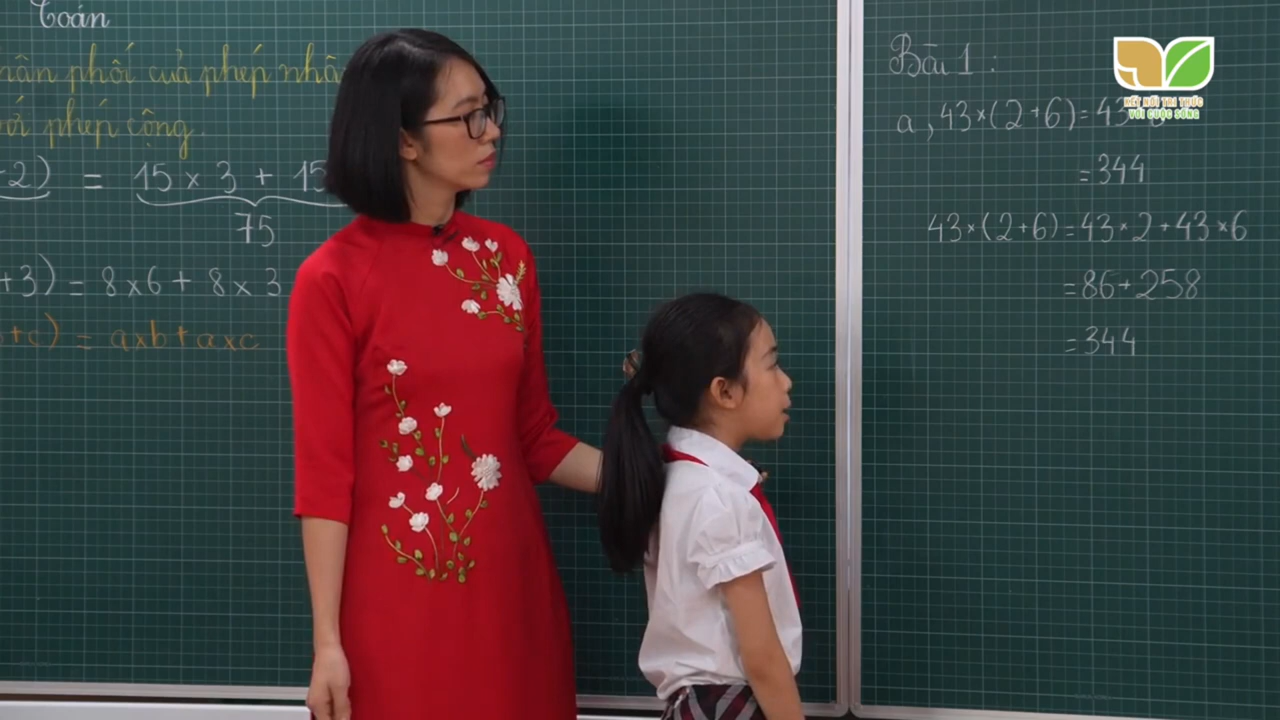 Toán
phối của phép nhân
phép cộng.
2) = 15 x 3 + 15
75
+3) = 8 x 6 + 8 x 3
+c) = a x b + a x c
Bài 1 :
a, 43 x (2 + 6) = 43
= 344
43 x (2 + 6) = 43 x 2 + 43 x 6
= 86 + 258
= 344
KẾT NỐI TRI THỨC
VỚI CUỘC SỐNG